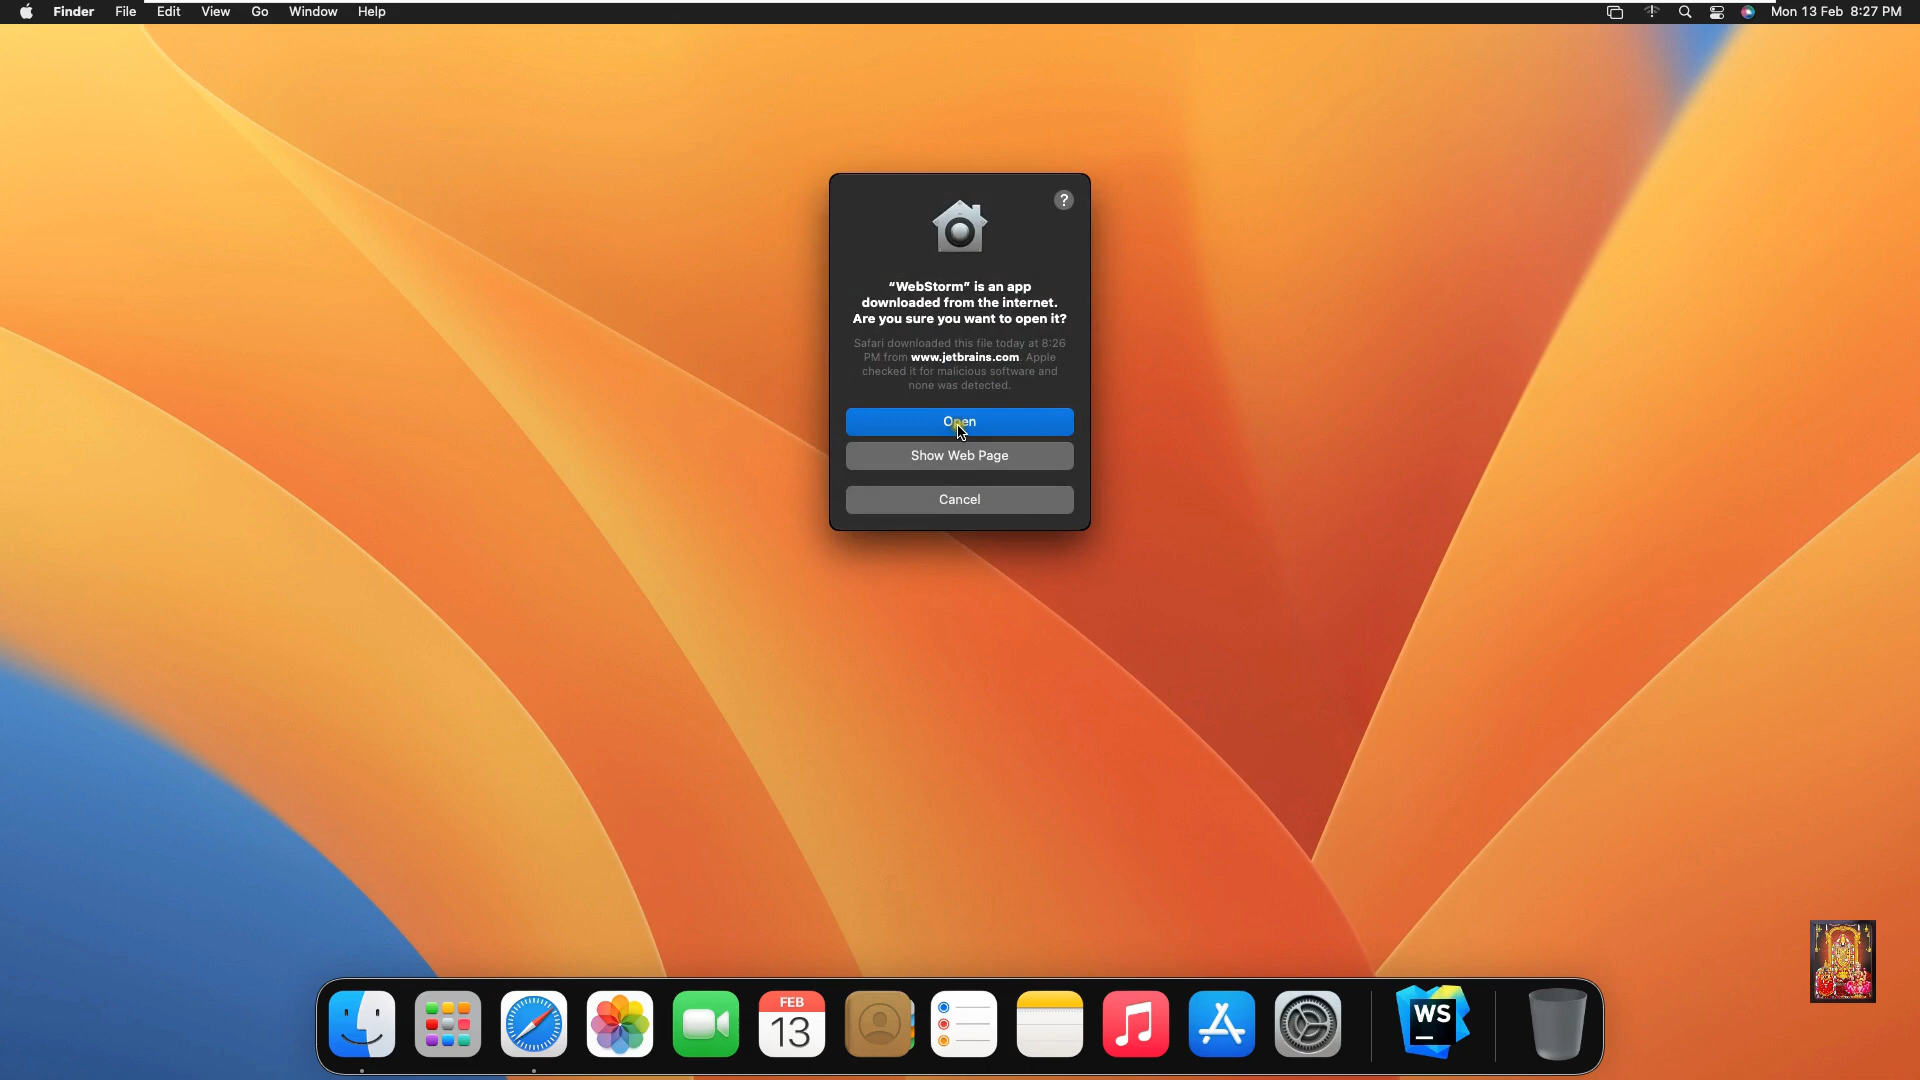 Finder File Edit View Go Window Help
Mon 13 Feb 8:27 PM
?
“WebStorm” is an app
downloaded from the internet.
Are you sure you want to open it?
Safari downloaded this file today at 8:26
PM from www.jetbrains.com. Apple
checked it for malicious software and
none was detected.
Open
Show Web Page
Cancel
FEB
13
WS